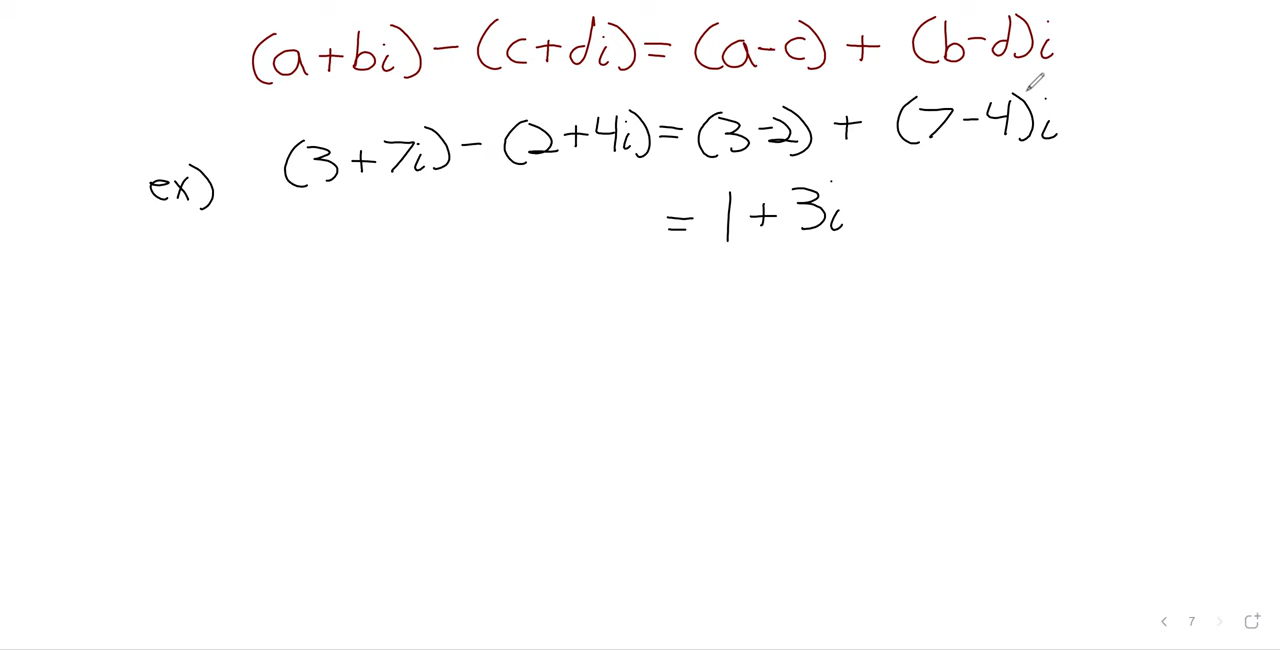 (a+bi)-(c+di)=(a-c) + (b-d)i
ex) (3+7i)-(2+4i)=(3-2) + (7-4)i
= 1+3i
7